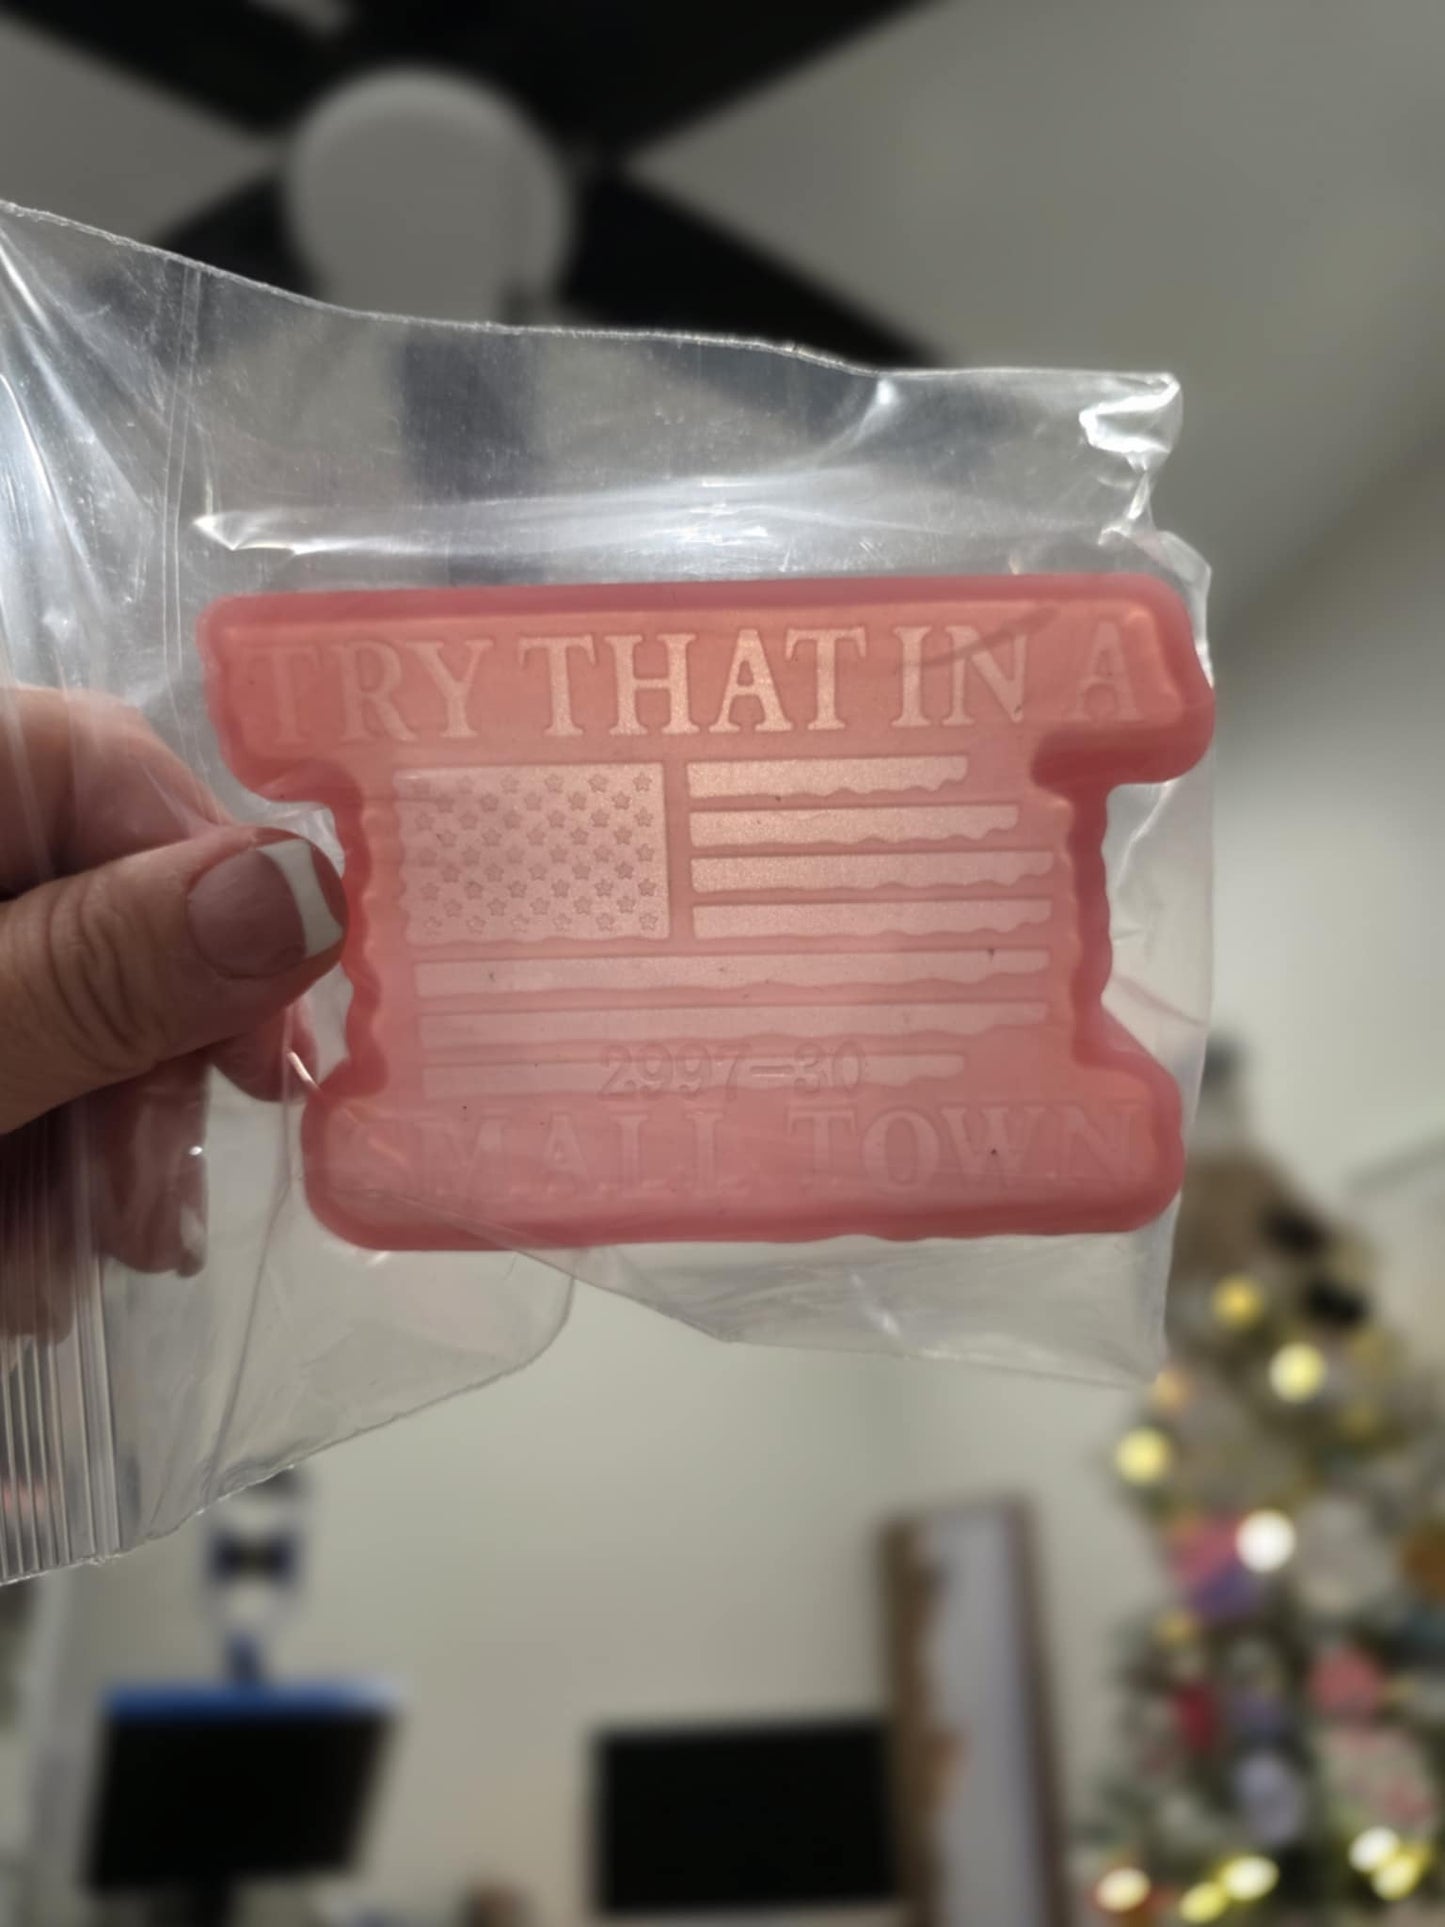 TRY THAT IN A
2997-30
SMALL TOWN